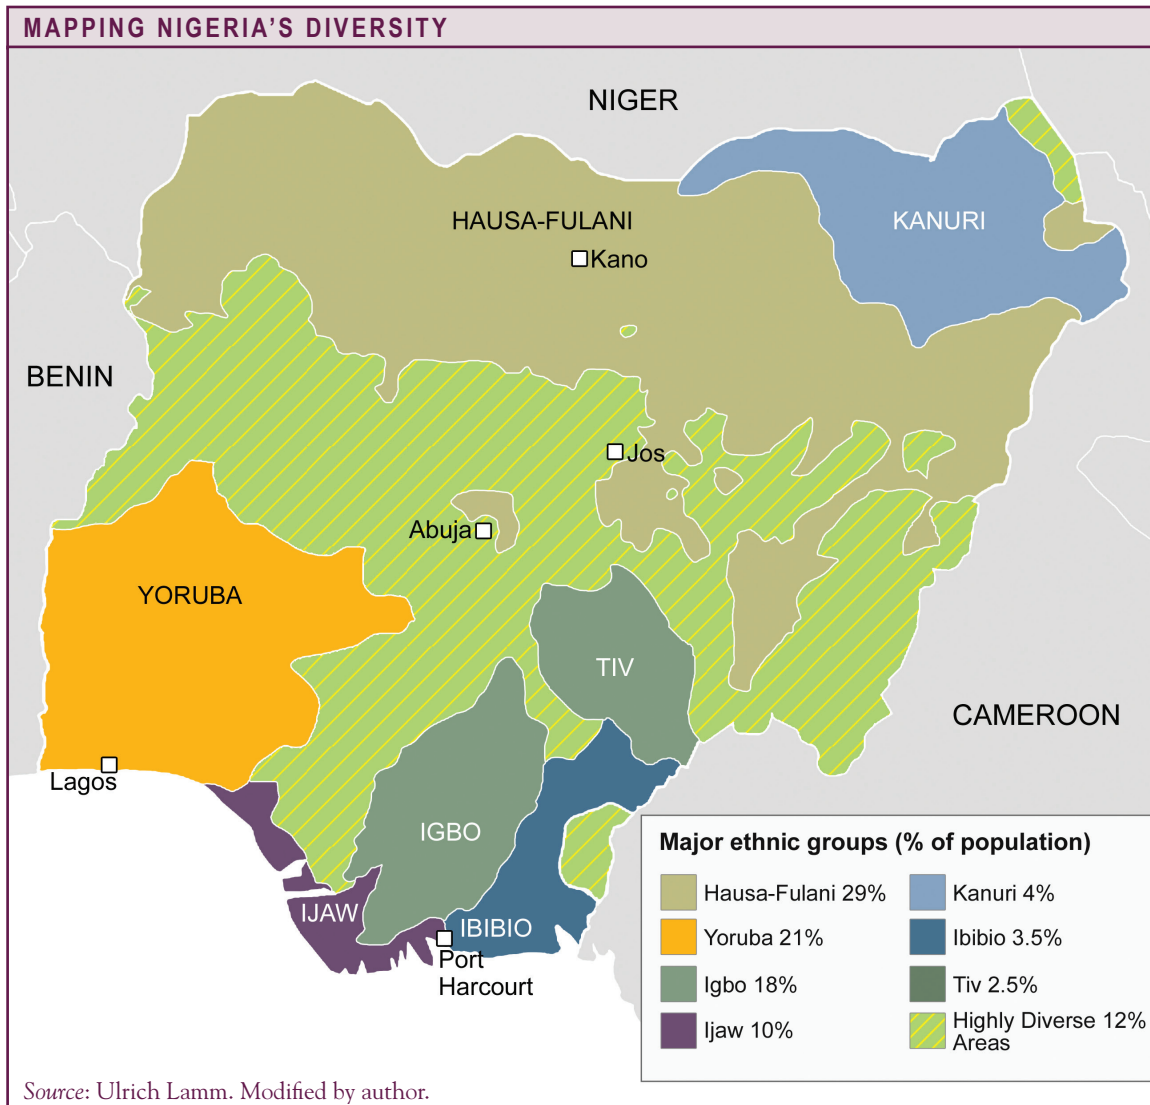 MAPPING NIGERIA'S DIVERSITY
NIGER
HAUSA-FULANI
KANURI
Kano
BENIN
Jos
Abuja
YORUBA
TIV
CAMEROON
Lagos
IGBO
IJAW
IBIBIO
Port
Harcourt
Major ethnic groups (% of population)
Hausa-Fulani 29%
Yoruba 21%
Igbo 18%
Ijaw 10%
Kanuri 4%
Ibibio 3.5%
Tiv 2.5%
Highly Diverse 12%
Areas
Source: Ulrich Lamm. Modified by author.